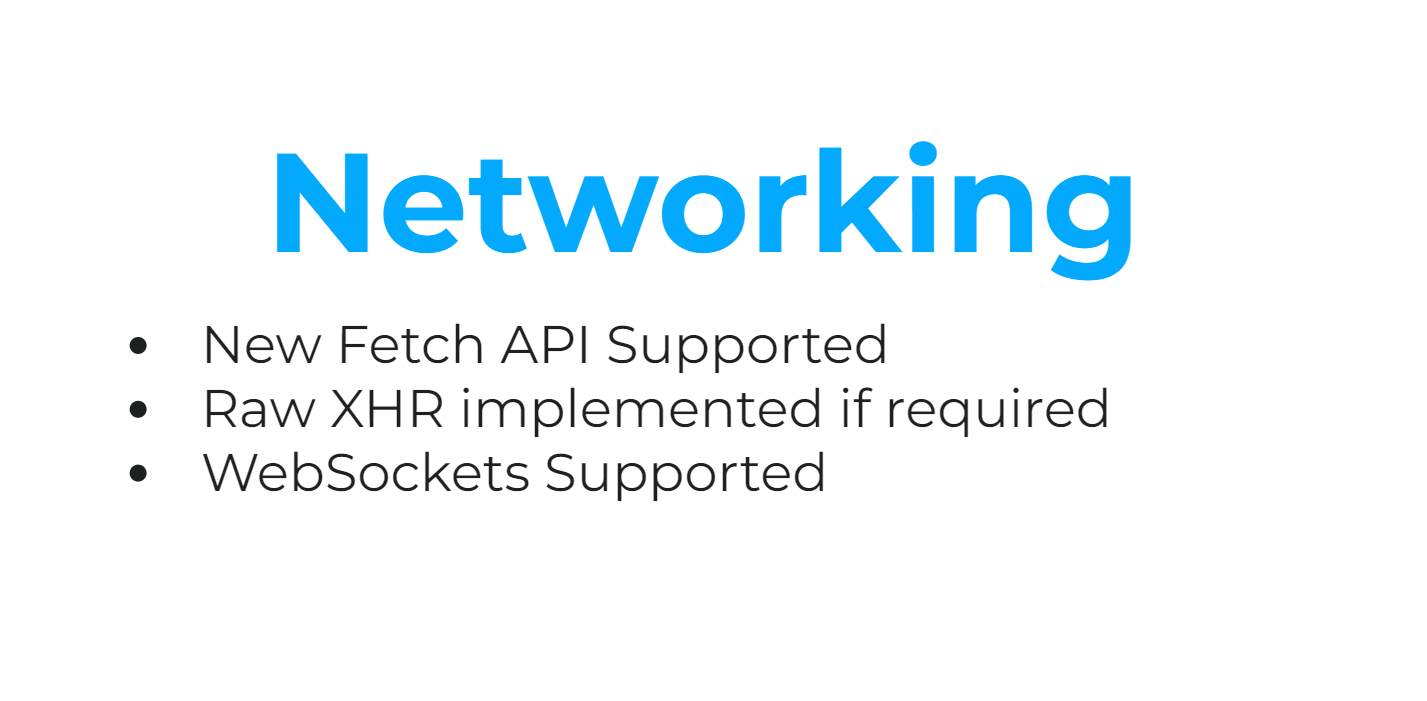 Networking
• New Fetch API Supported
• Raw XHR implemented if required
• WebSockets Supported